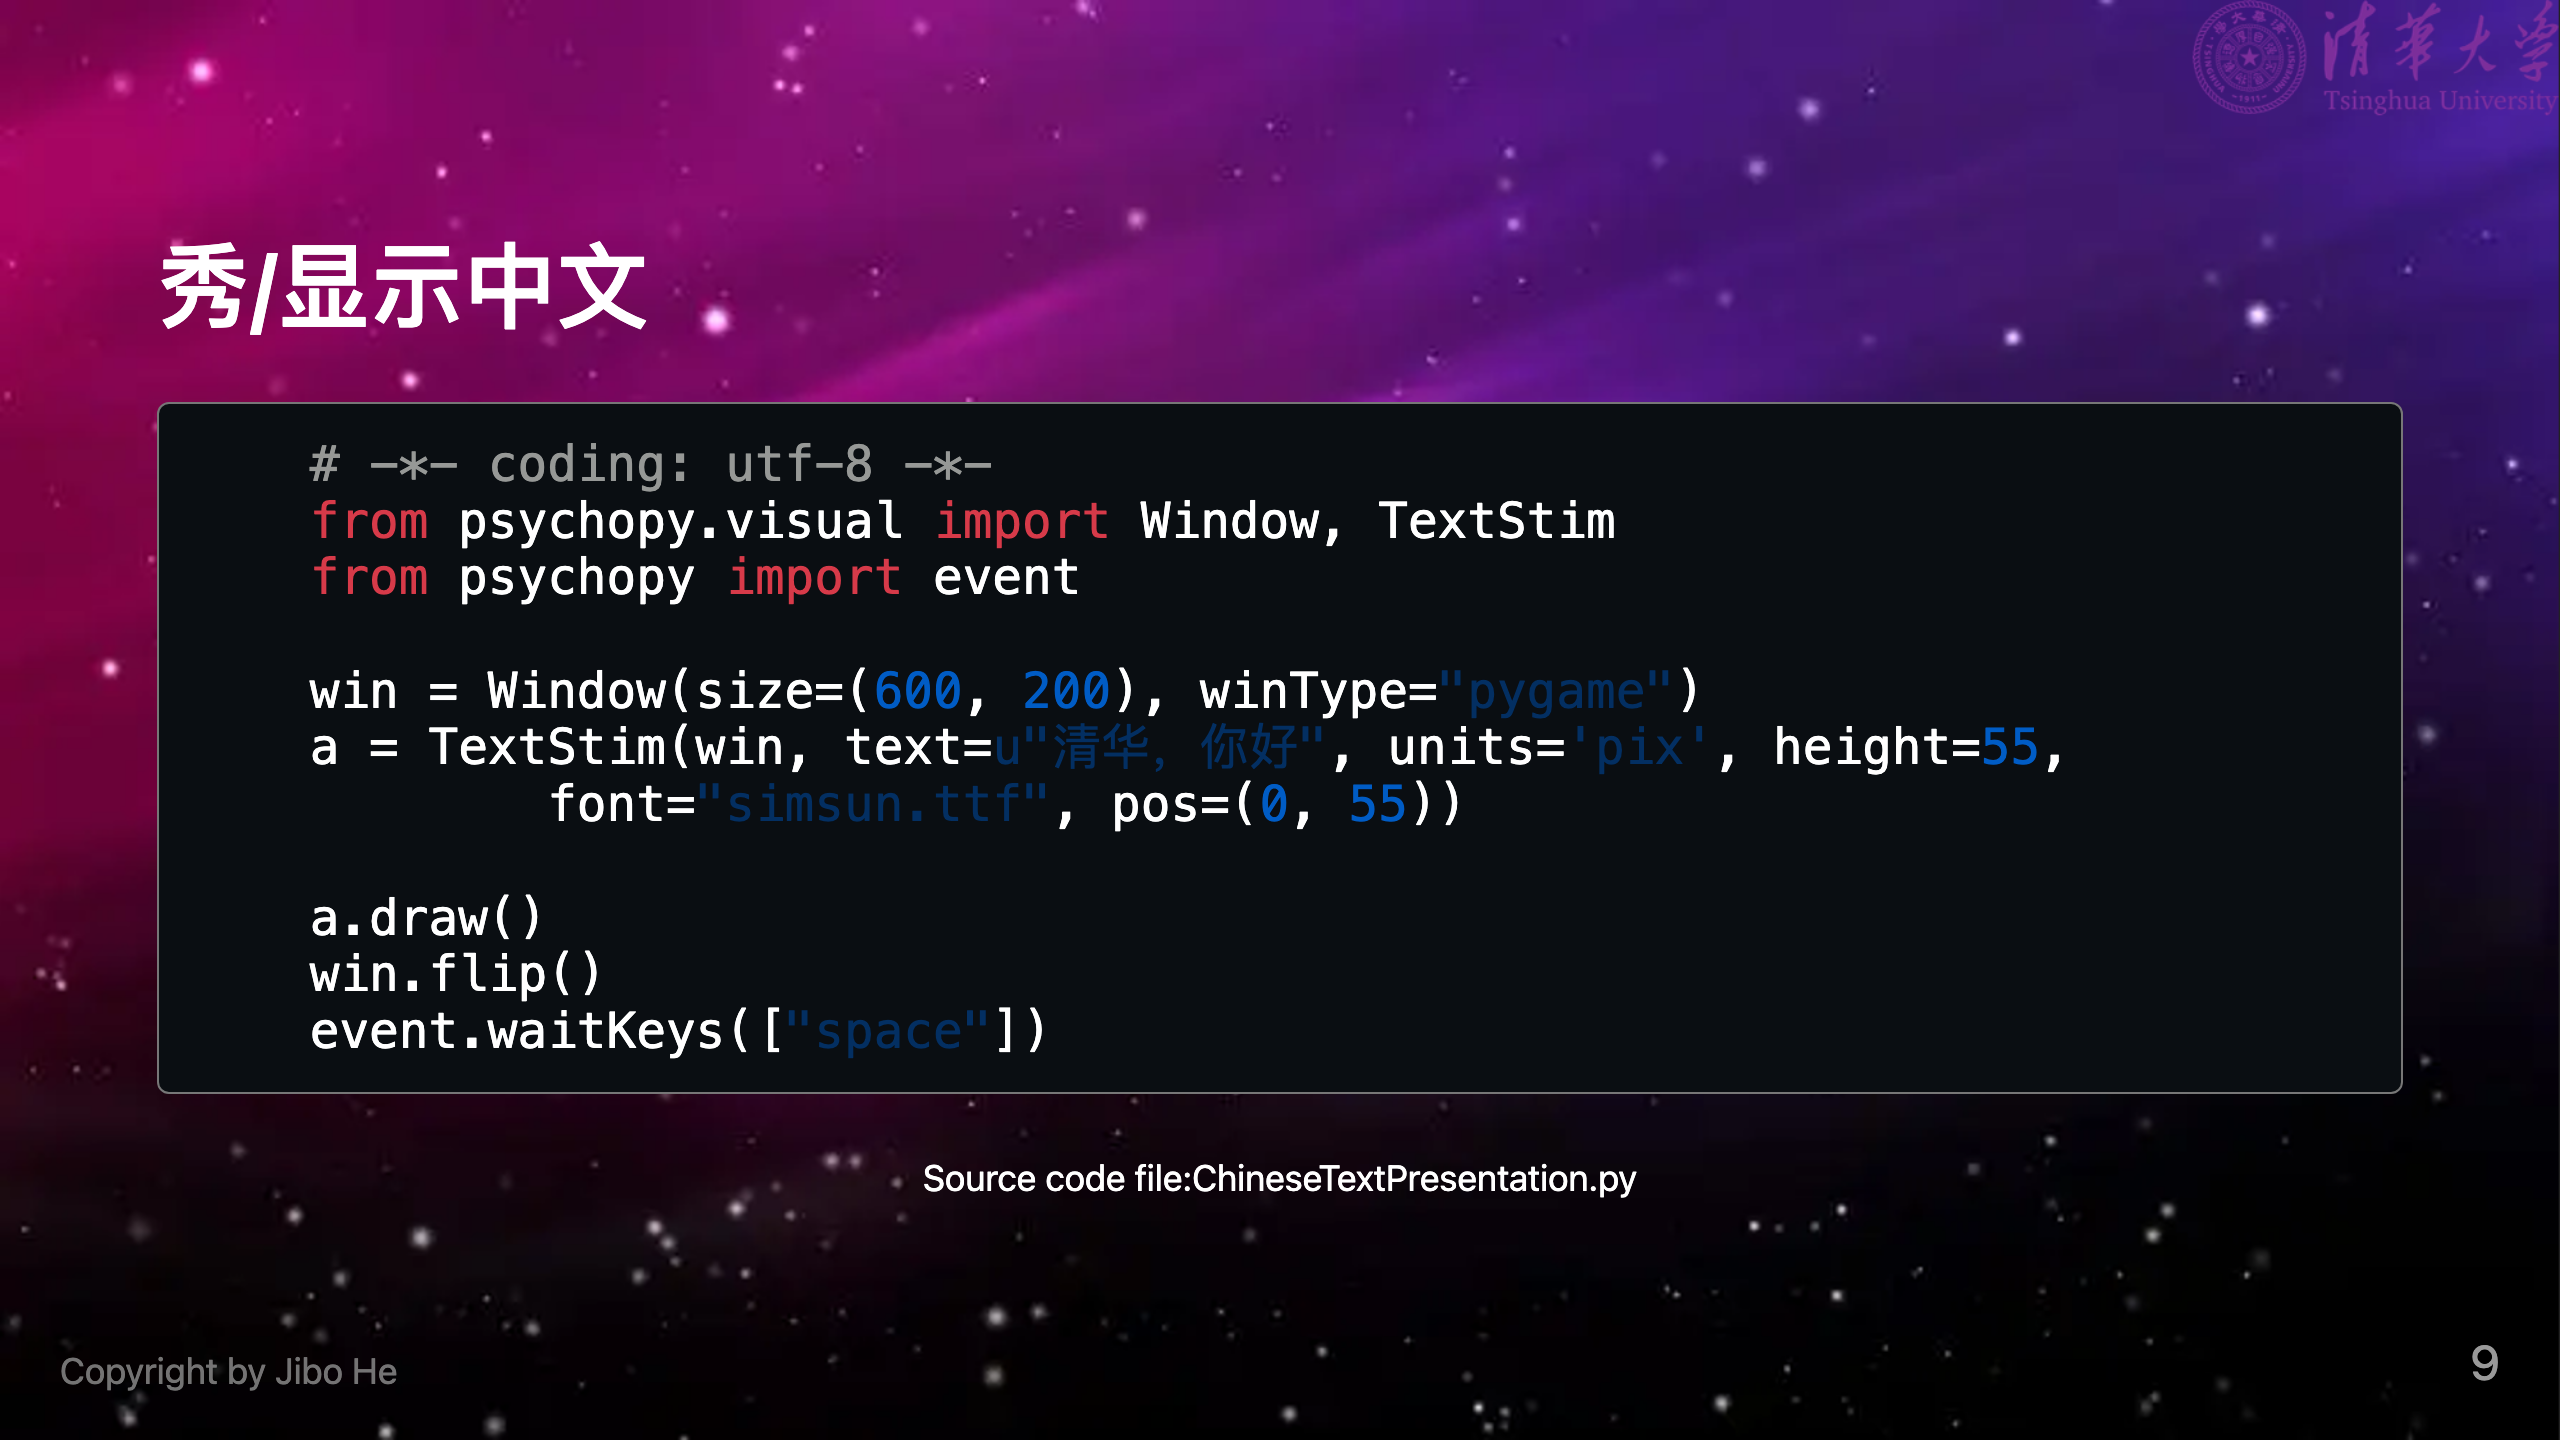 清华大学
Tsinghua University
秀/显示中文
# -*- coding: utf-8 -*-
from psychopy.visual import Window, TextStim
from psychopy import event
win = Window(size=(600, 200), winType="pygame")
a = TextStim(win, text=u"清华，你好", units='pix', height=55,
font="simsun.ttf", pos=(0, 55))
a.draw()
win.flip()
event.waitKeys(["space"])
Source code file:ChineseTextPresentation.py
Copyright by Jibo He
9